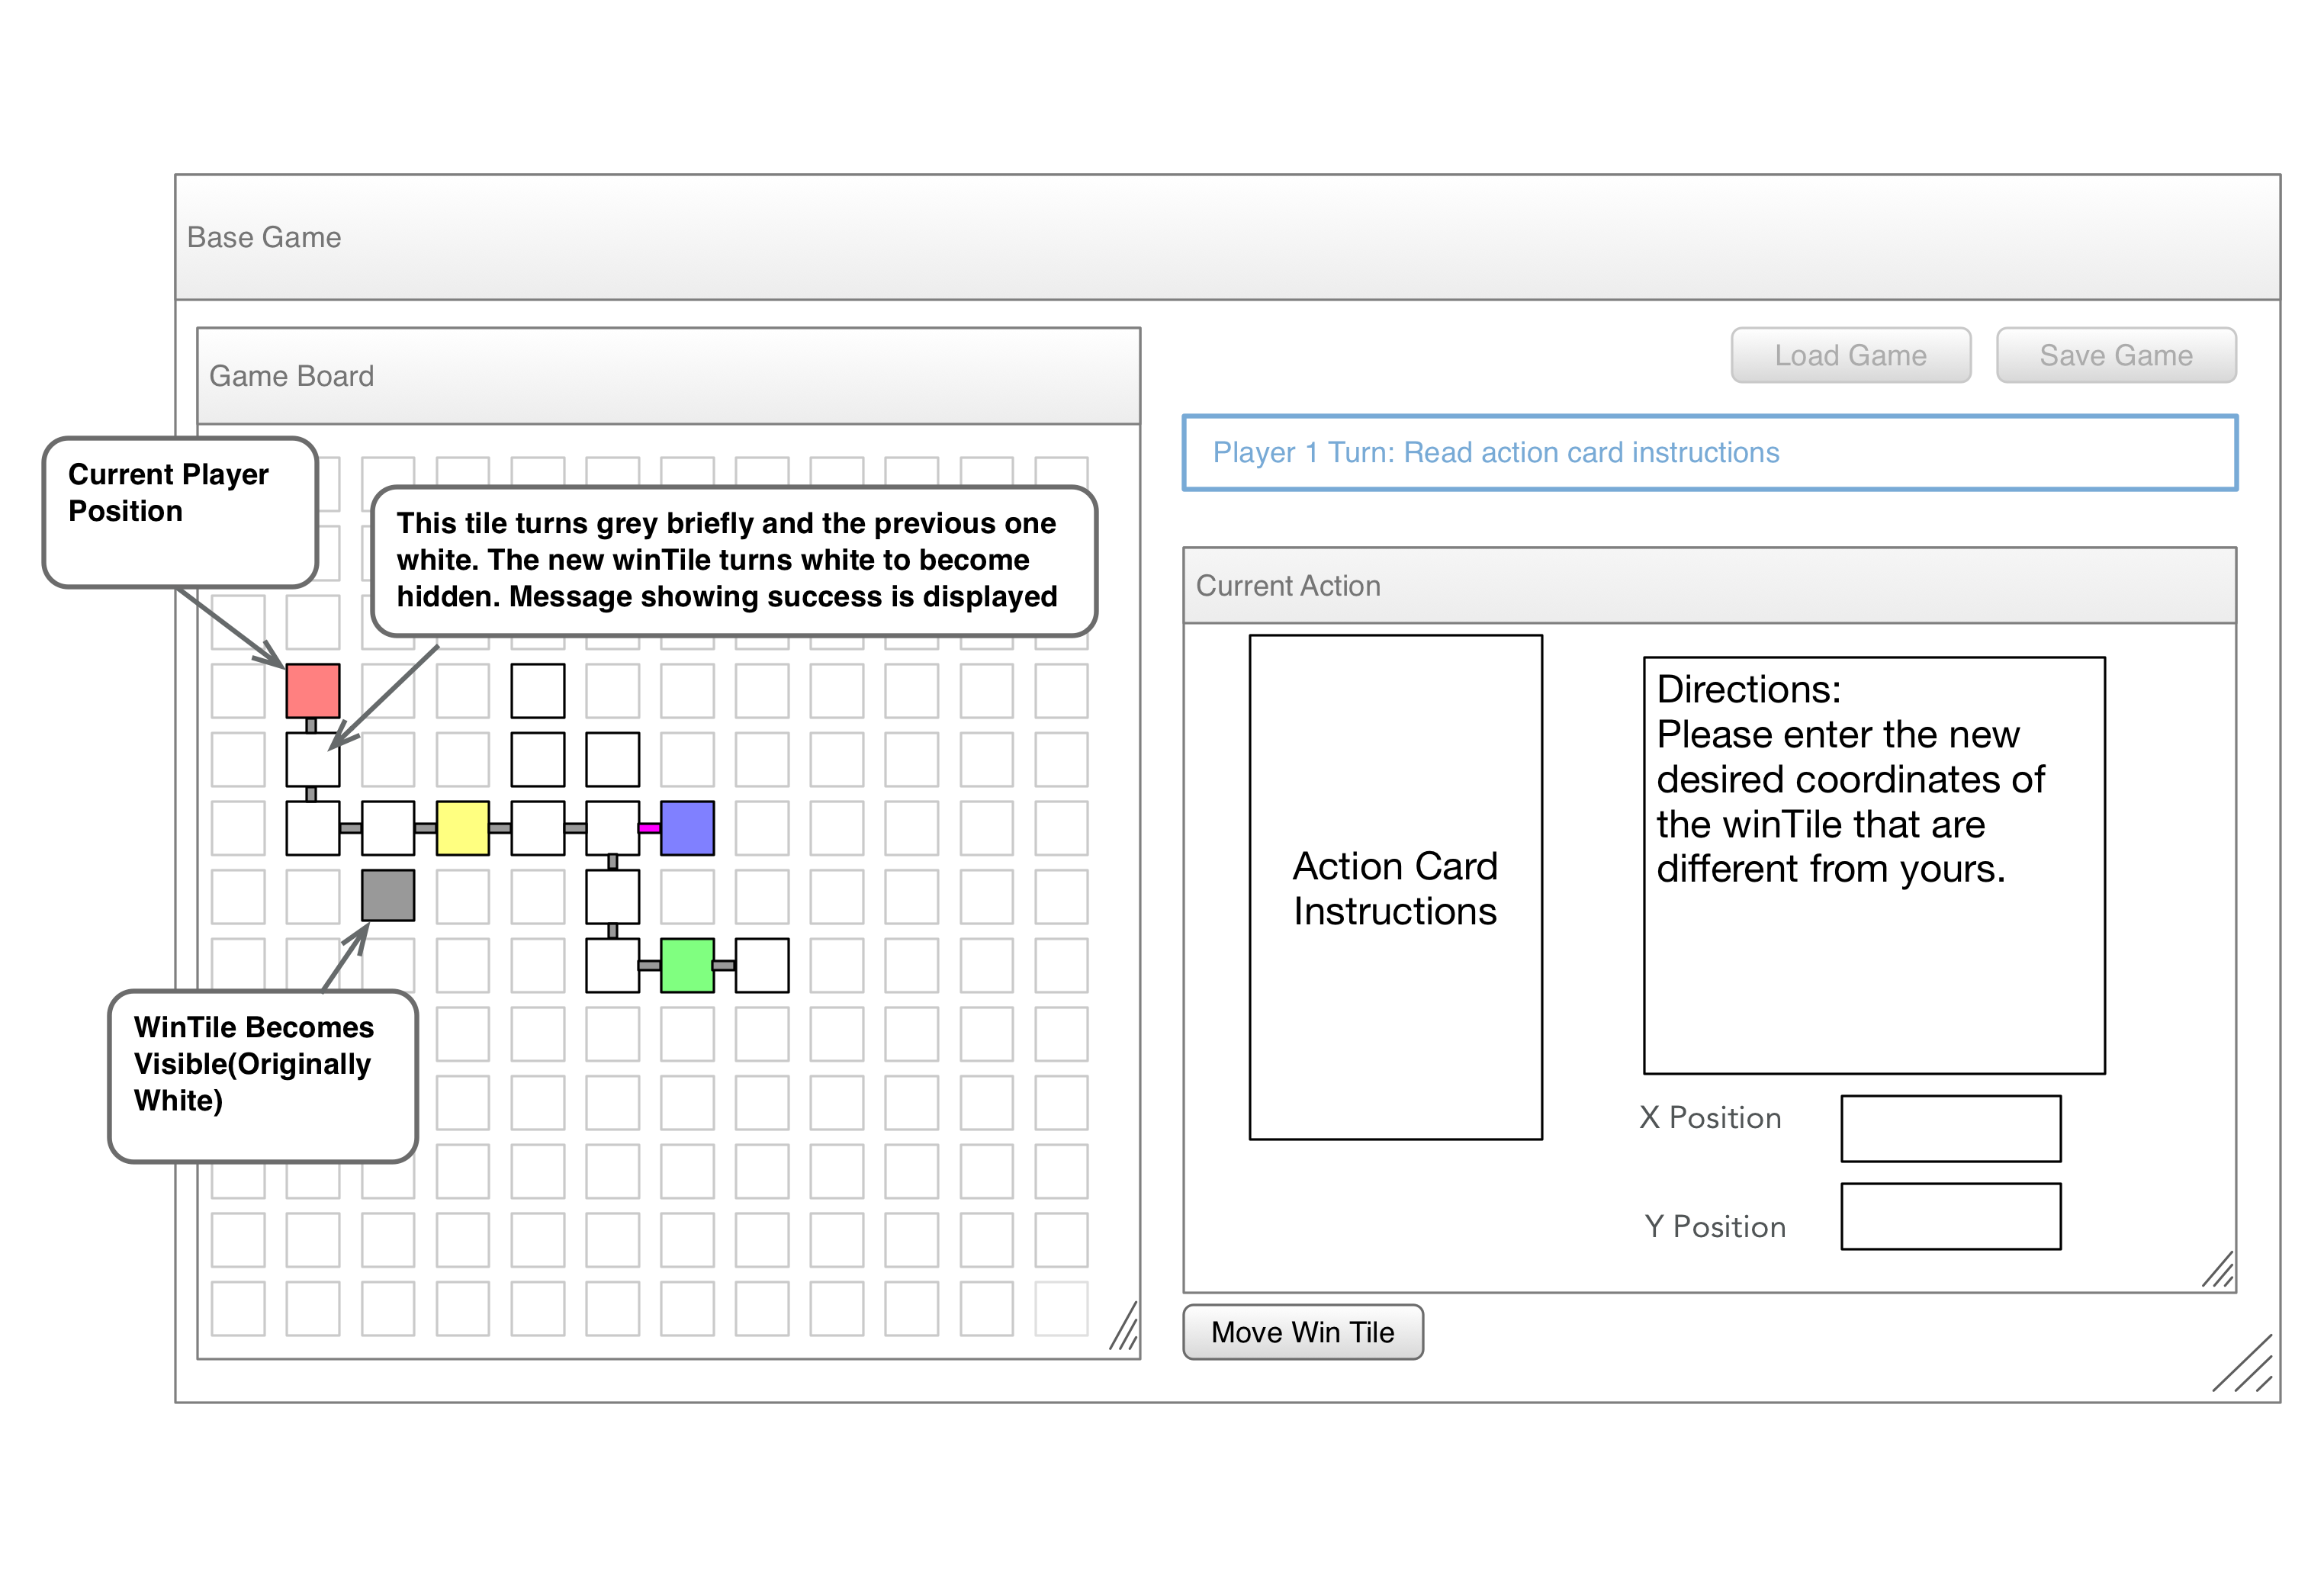 Base Game
Game Board
Load Game
Save Game
Player 1 Turn: Read action card instructions
Current Player
Position
This tile turns grey briefly and the previous one
white. The new winTile turns white to become
hidden. Message showing success is displayed
WinTile Becomes
Visible(Originally
White)
Current Action
Action Card
Instructions
Directions:
Please enter the new
desired coordinates of
the winTile that are
different from yours.
X Position
Y Position
Move Win Tile